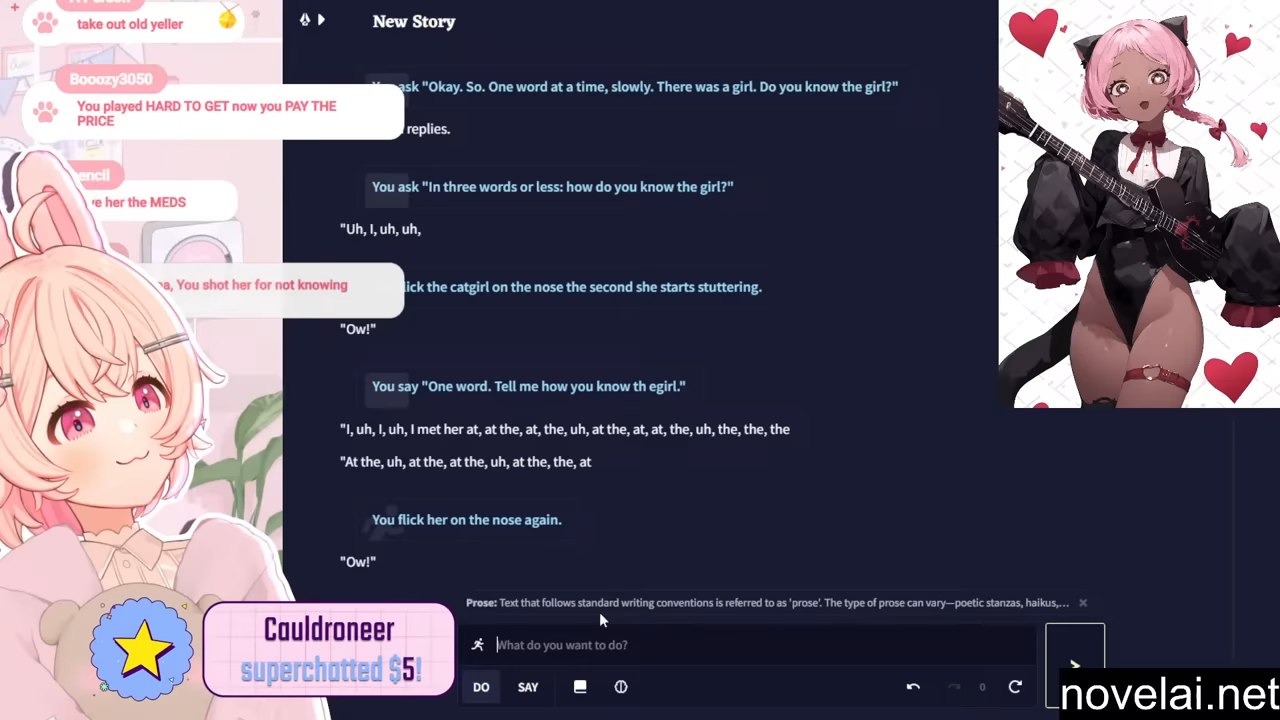 take out old yeller
Booozy3050
You played HARD TO GET now you PAY THE
PRICE
encil
ve her the MEDS
You shot her for not knowing
New Story
ask "Okay. So. One word at a time, slowly. There was a girl. Do you know the girl?"
replies.
You ask "In three words or less: how do you know the girl?"
"Uh, I, uh, uh,
lick the catgirl on the nose the second she starts stuttering.
"Ow!"
You say "One word. Tell me how you know th egirl."
"I, uh, I, uh, I met her at, at the, at, the, uh, at the, at, at, the, uh, the, the, the
"At the, uh, at the, at the, uh, at the, the, at
You flick her on the nose again.
"Ow!"
Prose: Text that follows standard writing conventions is referred to as 'prose'. The type of prose can vary—poetic stanzas, haikus,...
What do you want to do?
DO
SAY
0
Cauldroneer
superchatted $5!
novelai.net